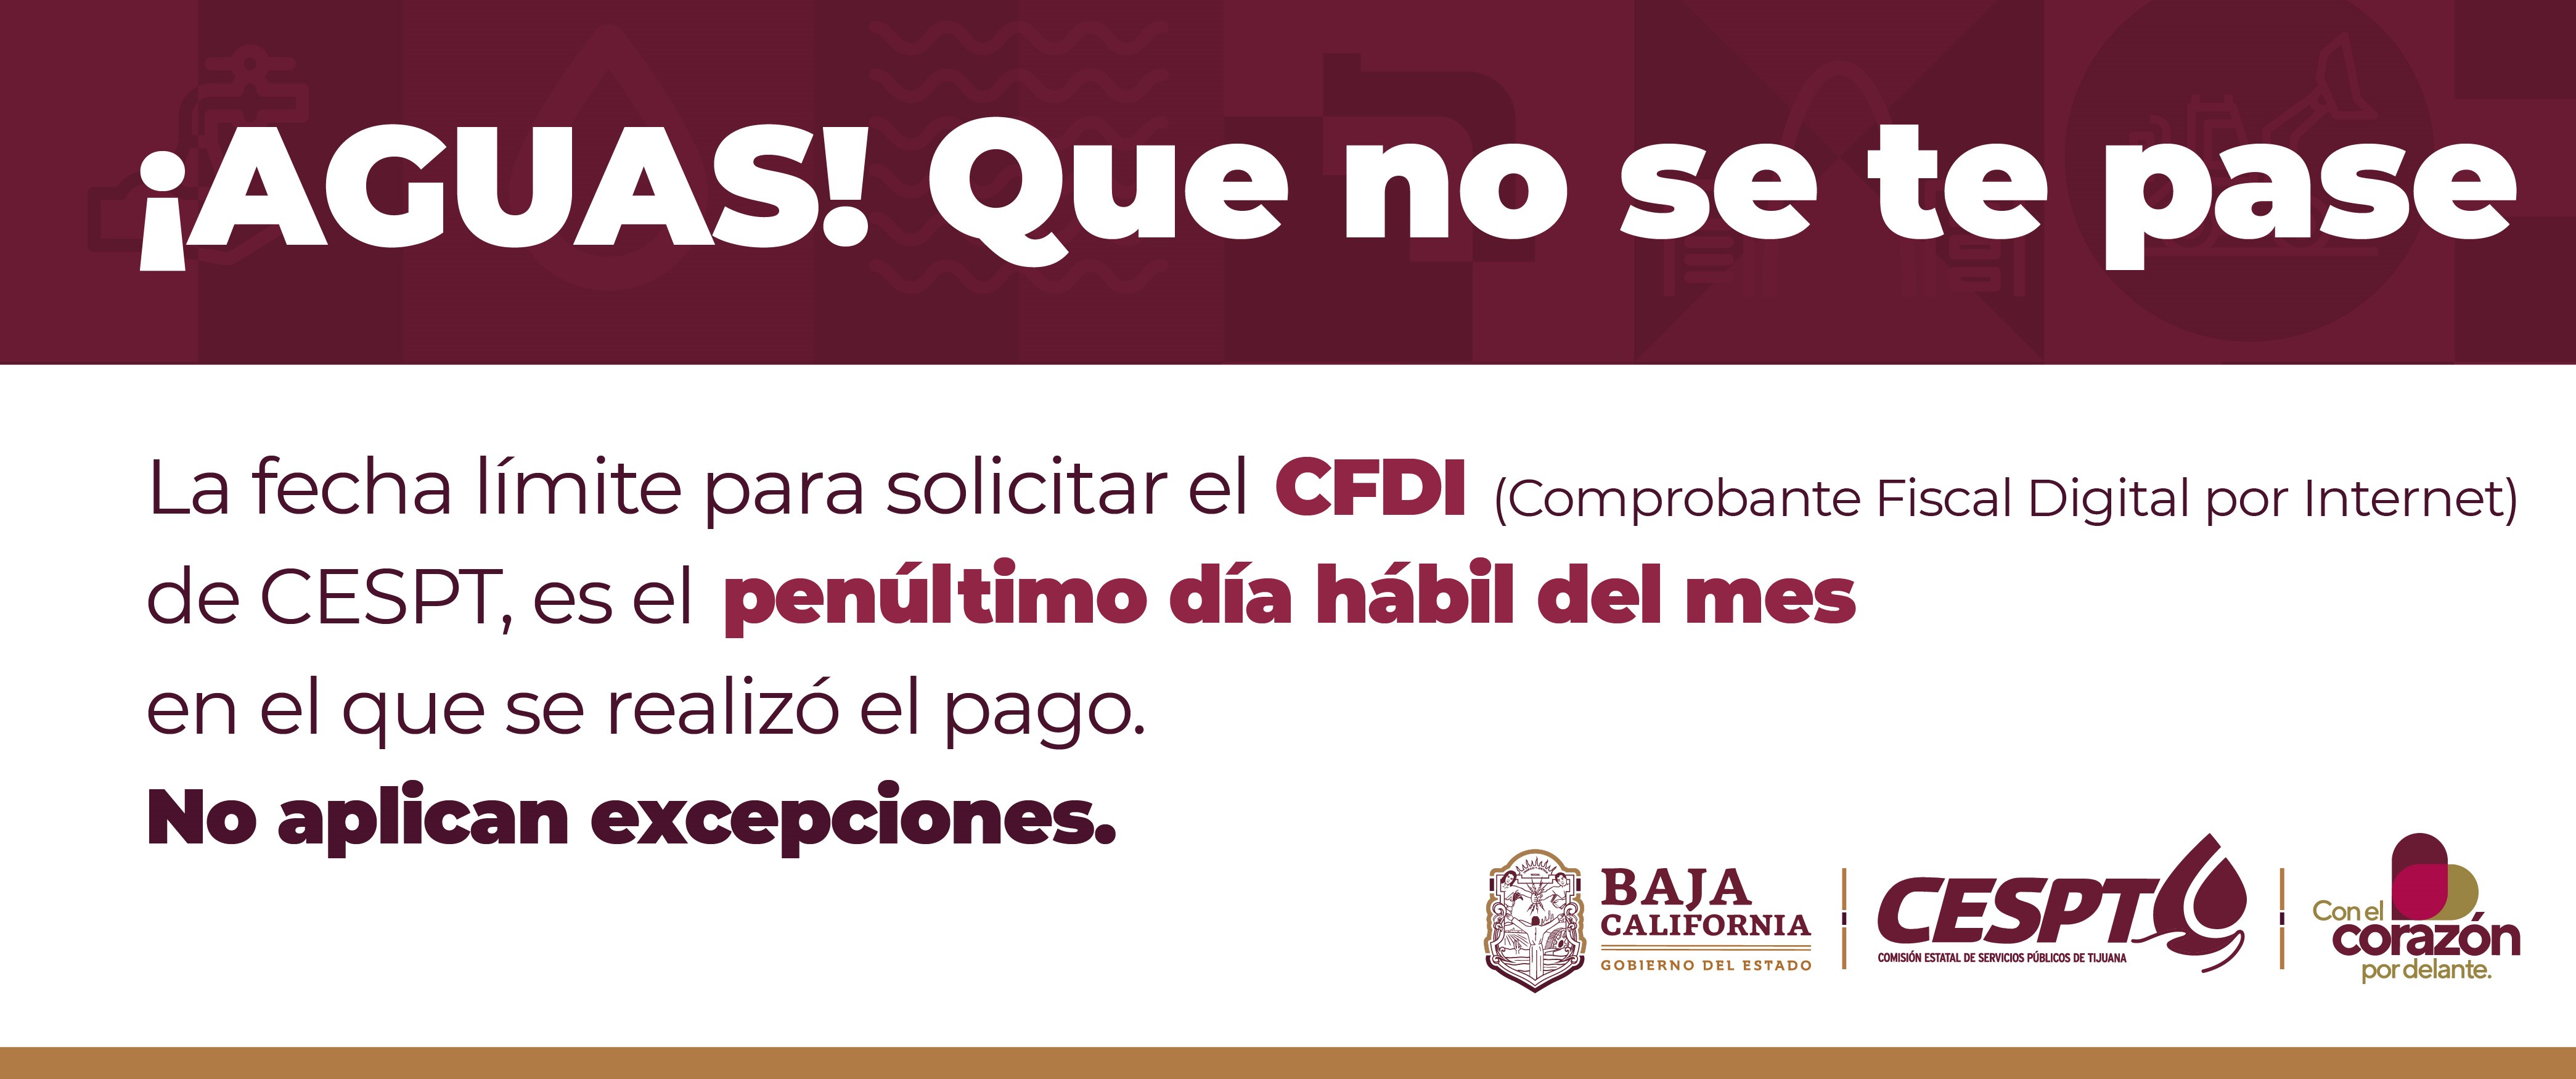 ¡AGUAS! Que no se te pase
La fecha límite para solicitar el CFDI (Comprobante Fiscal Digital por Internet)
de CESPT, es el penúltimo día hábil del mes
en el que se realizó el pago.
No aplican excepciones.
BAJA
CALIFORNIA
GOBIERNO DEL ESTADO
CESPT
COMISIÓN ESTATAL DE SERVICIOS PÚBLICOS DE TIJUANA
Con el
corazón
por delante.